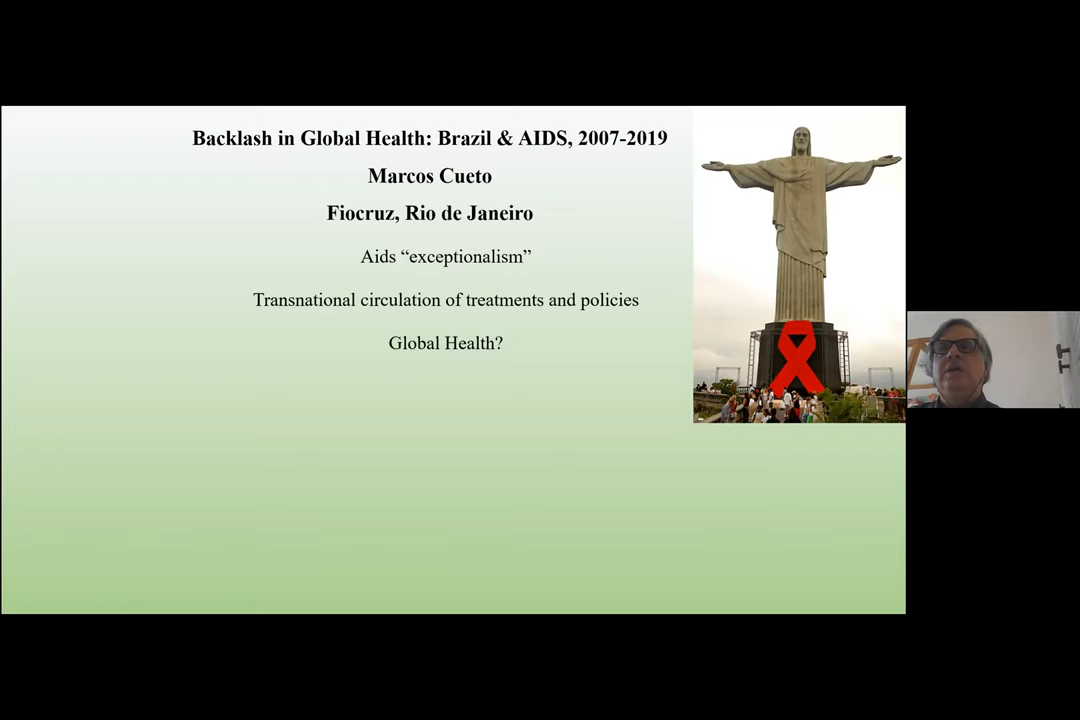 Backlash in Global Health: Brazil & AIDS, 2007-2019
Marcos Cueto
Fiocruz, Rio de Janeiro
Aids “exceptionalism”
Transnational circulation of treatments and policies
Global Health?